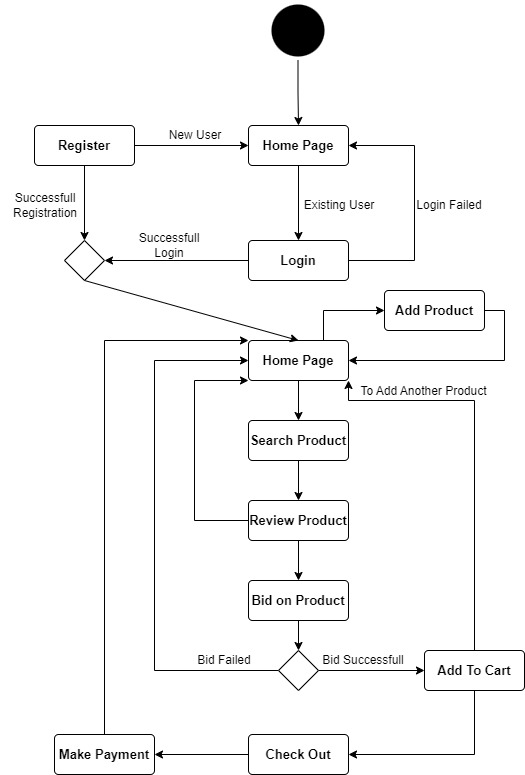 Register
New User
Home Page
Successfull
Registration
Existing User
Login Failed
Successfull
Login
Login
Add Product
Home Page
To Add Another Product
Search Product
Review Product
Bid on Product
Bid Failed
Bid Successfull
Add To Cart
Make Payment
Check Out